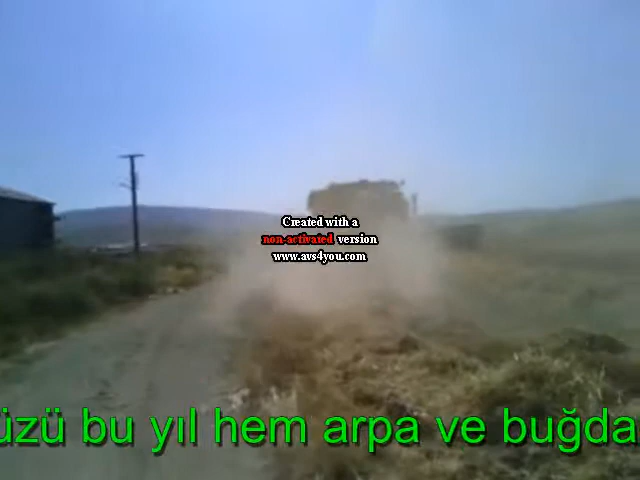 Created with a
non-activated version
www.avs4you.com
üzü bu yıl hem arpa ve buğda